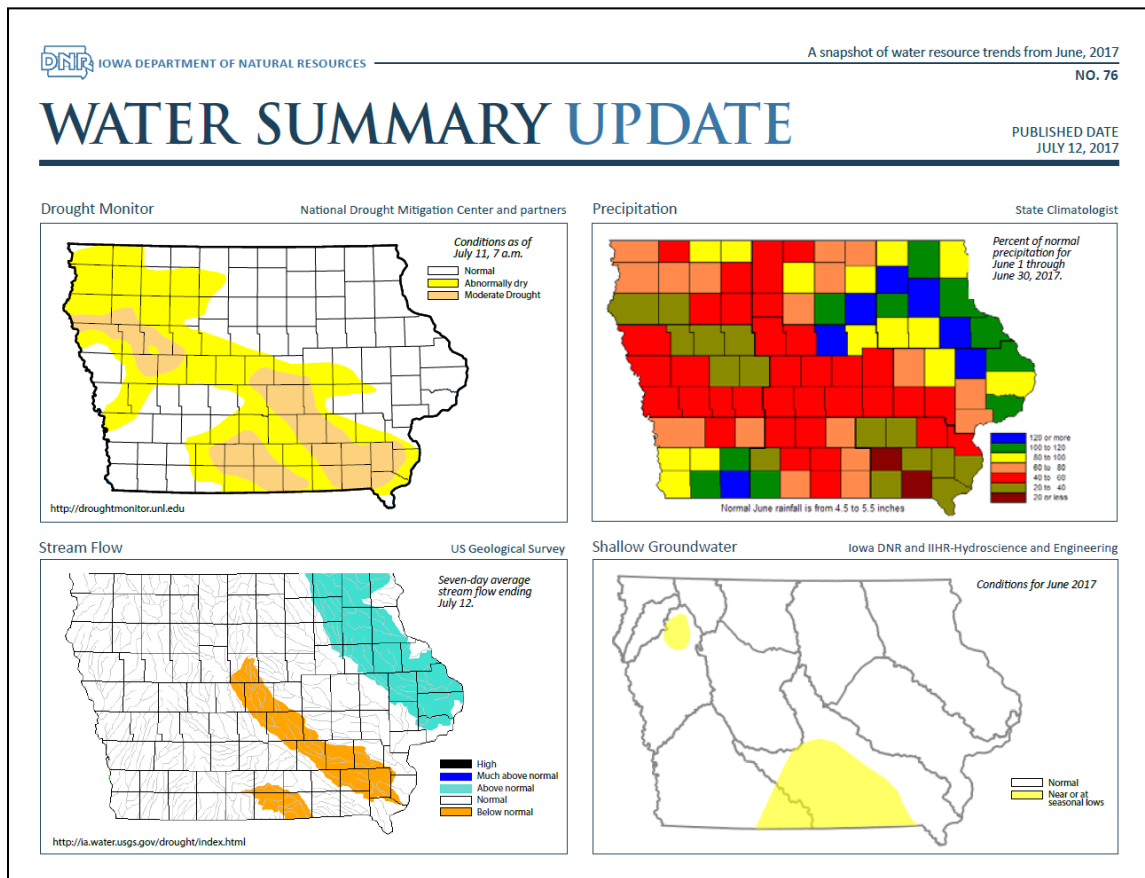 DNR IOWA DEPARTMENT OF NATURAL RESOURCES
A snapshot of water resource trends from June, 2017
NO. 76
WATER SUMMARY UPDATE
PUBLISHED DATE
JULY 12, 2017
Drought Monitor
National Drought Mitigation Center and partners
Conditions as of
July 11, 7 a.m.
Normal
Abnormally dry
Moderate Drought
http://droughtmonitor.unl.edu
Precipitation
State Climatologist
Percent of normal
precipitation for
June 1 through
June 30, 2017.
120 or more
100 to 120
80 to 100
60 to 80
40 to 60
20 to 40
20 or less
Normal June rainfall is from 4.5 to 5.5 inches
Stream Flow
US Geological Survey
Seven-day average
stream flow ending
July 12.
High
Much above normal
Above normal
Normal
Below normal
http://ia.water.usgs.gov/drought/index.html
Shallow Groundwater
Iowa DNR and IIHR-Hydroscience and Engineering
Conditions for June 2017
Normal
Near or at
seasonal lows